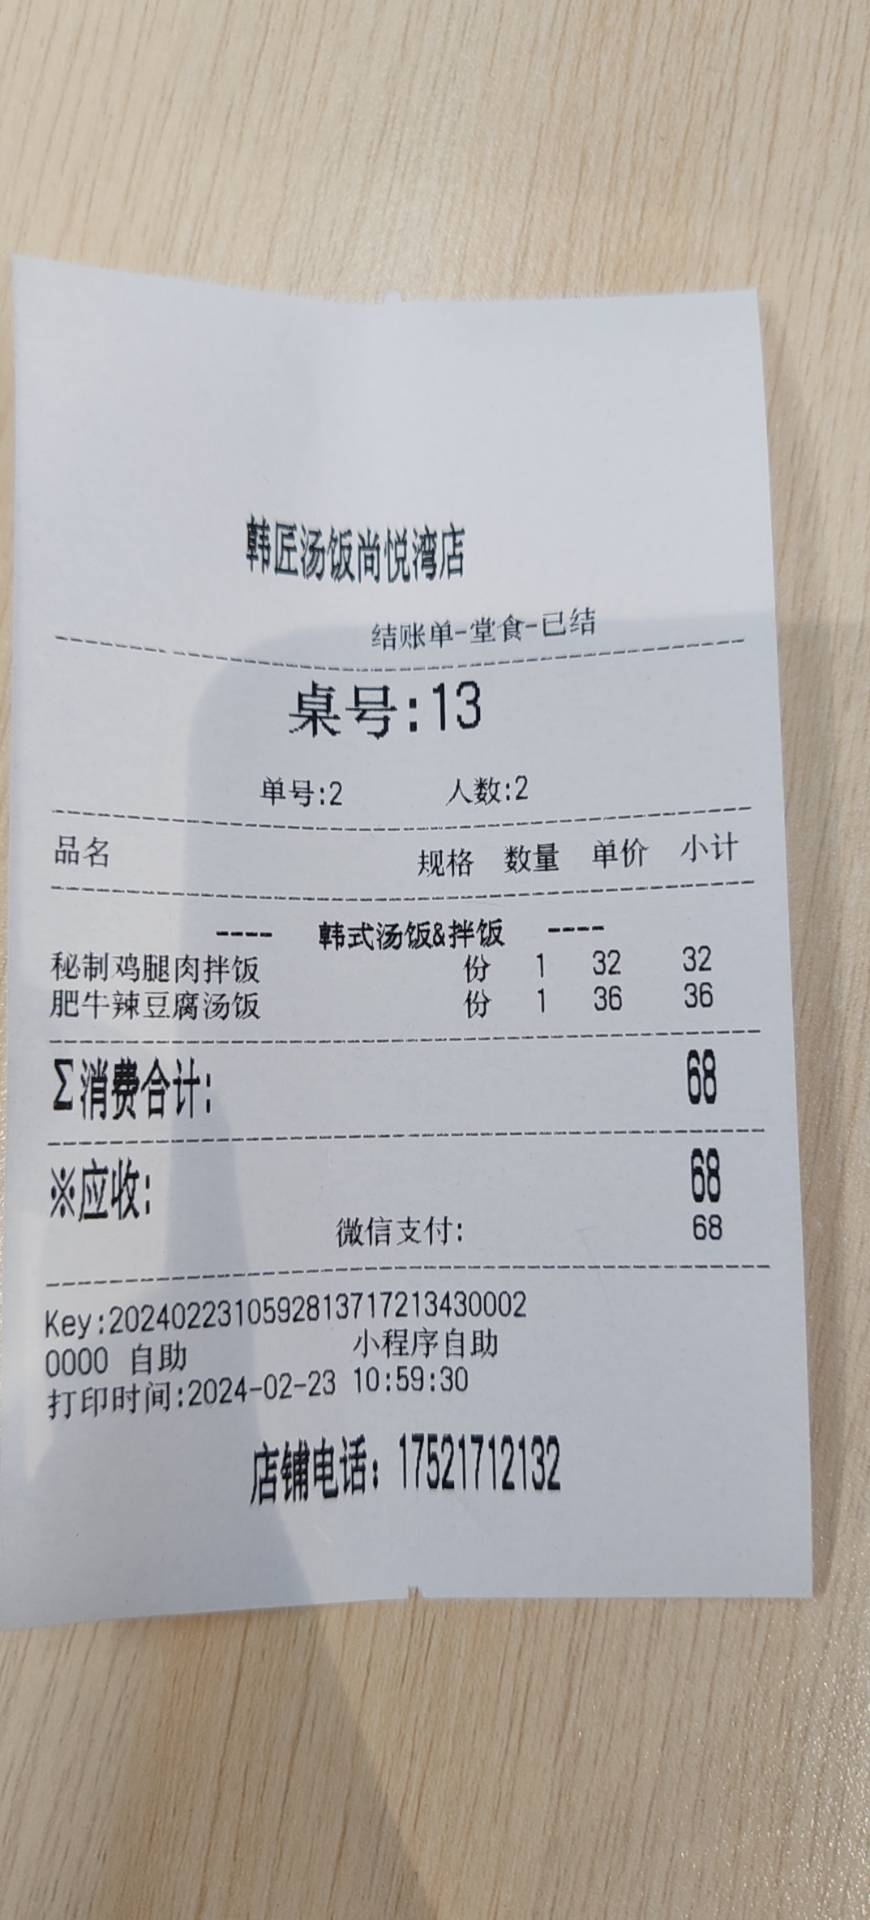 韩匠汤饭尚悦湾店
结账单-堂食-已结
桌号:13
单号:2 人数:2
品名 规格 数量 单价 小计
---- 韩式汤饭&拌饭 ----
秘制鸡腿肉拌饭 份 1 32 32
肥牛辣豆腐汤饭 份 1 36 36
Σ消费合计: 68
※应收: 68
微信支付: 68
Key:2024022310592813717213430002
0000 自助 小程序自助
打印时间:2024-02-23 10:59:30
店铺电话：17521712132